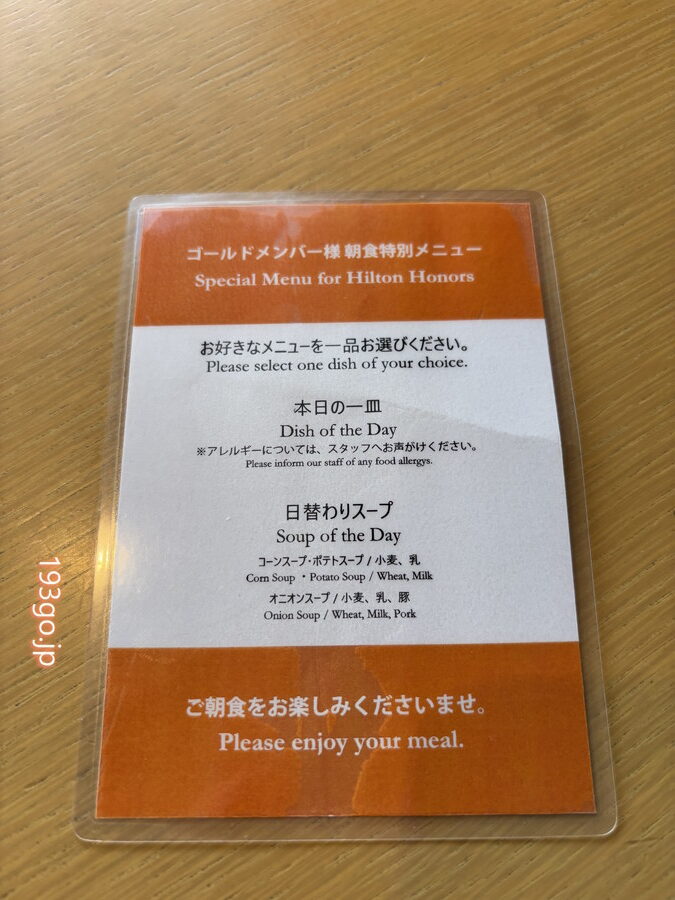 ゴールドメンバー様 朝食特別メニュー
Special Menu for Hilton Honors
お好きなメニューを一品お選びください。
Please select one dish of your choice.
本日の一皿
Dish of the Day
※アレルギーについては、スタッフへお声がけください。
Please inform our staff of any food allergys.
日替わりスープ
Soup of the Day
コーンスープ・ポテトスープ / 小麦、乳
Corn Soup ・Potato Soup / Wheat, Milk
オニオンスープ / 小麦、乳、豚
Onion Soup / Wheat, Milk, Pork
ご朝食をお楽しみくださいませ。
Please enjoy your meal.
193go.jp